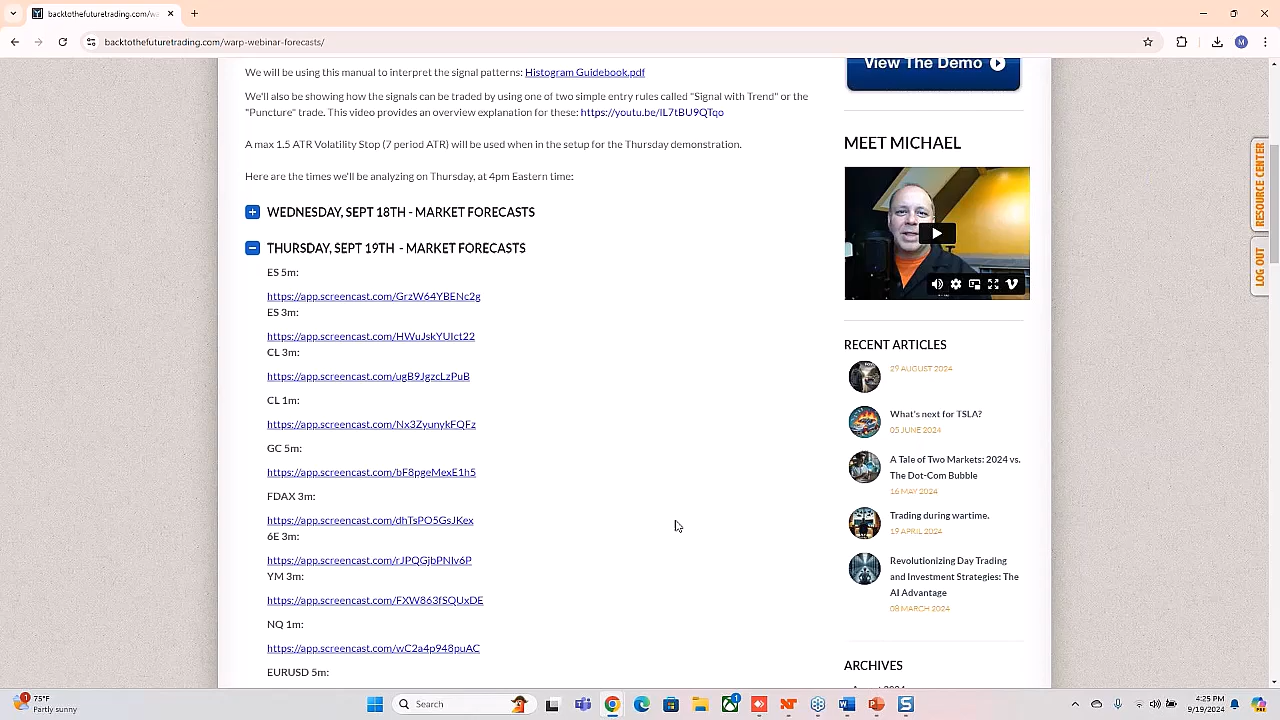 backtothefuturetrading.com/wa
backtothefuturetrading.com/warp-webinar-forecasts/
M
We will be using this manual to interpret the signal patterns: Histogram Guidebook.pdf
We'll also be showing how the signals can be traded by using one of two simple entry rules called "Signal with Trend" or the
"Puncture" trade. This video provides an overview explanation for these: https://youtu.be/IL7tBU9QTqo
A max 1.5 ATR Volatility Stop (7 period ATR) will be used when in the setup for the Thursday demonstration.
Here are the times we'll be analyzing on Thursday, at 4pm Eastern time:
WEDNESDAY, SEPT 18TH - MARKET FORECASTS
THURSDAY, SEPT 19TH - MARKET FORECASTS
ES 5m:
https://app.screencast.com/GrzW64YBENc2g
ES 3m:
https://app.screencast.com/HWuJskYUIct22
CL 3m:
https://app.screencast.com/ugB9JgzcLzPuB
CL 1m:
https://app.screencast.com/Nx3ZyunykFQFz
GC 5m:
https://app.screencast.com/bF8pgeMexE1h5
FDAX 3m:
https://app.screencast.com/dhTsPO5GsJKex
6E 3m:
https://app.screencast.com/rJPQGjbPNlv6P
YM 3m:
https://app.screencast.com/FXW863fSQUxDE
NQ 1m:
https://app.screencast.com/wC2a4p948puAC
EURUSD 5m:
View The Demo
MEET MICHAEL
RECENT ARTICLES
29 AUGUST 2024
What's next for TSLA?
05 JUNE 2024
A Tale of Two Markets: 2024 vs.
The Dot-Com Bubble
16 MAY 2024
Trading during wartime.
19 APRIL 2024
Revolutionizing Day Trading
and Investment Strategies: The
AI Advantage
08 MARCH 2024
ARCHIVES
RESOURCE CENTER
LOG OUT
75°F
Partly sunny
Search
4:25 PM
9/19/2024